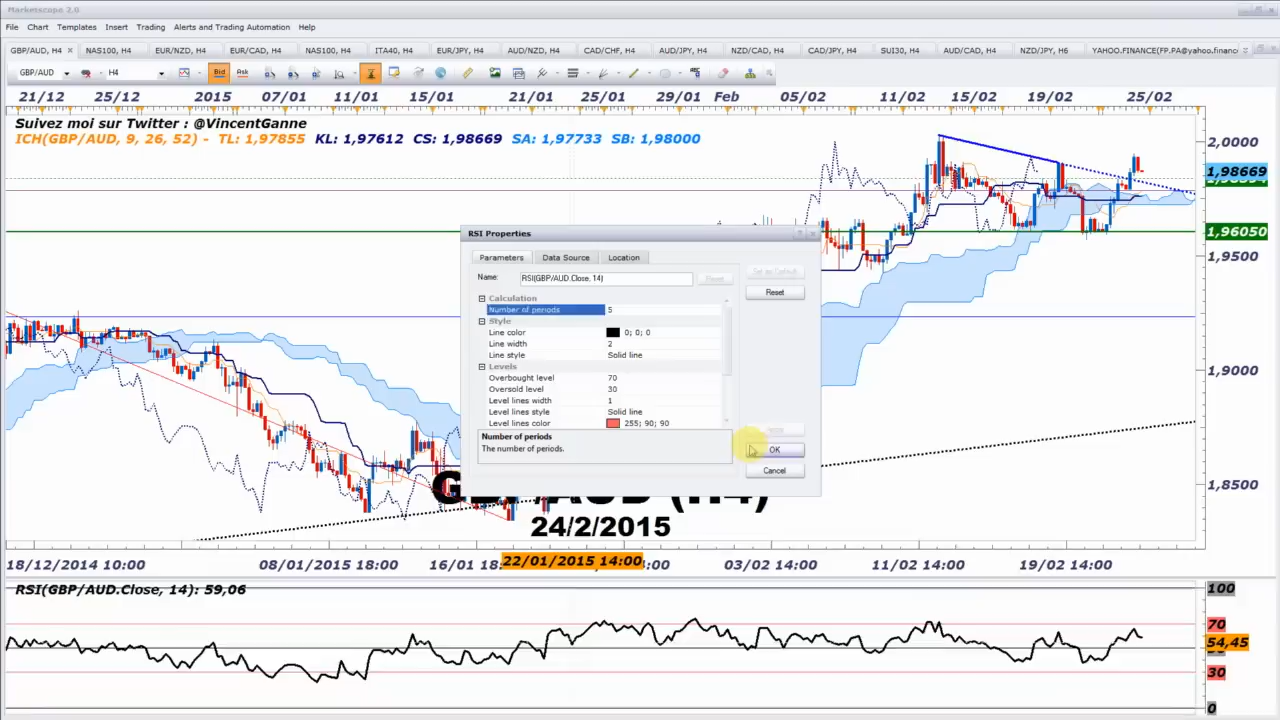 Marketscope 2.0
File Chart Templates Insert Trading Alerts and Trading Automation Help
GBP/AUD, H4 NAS100, H4 EUR/NZD, H4 EUR/CAD, H4 NAS100, H4 ITA40, H4 EUR/JPY, H4 AUD/NZD, H4 CAD/CHF, H4 AUD/JPY, H4 NZD/CAD, H4 CAD/JPY, H4 SUI30, H4 AUD/CAD, H4 NZD/JPY, H6 YAHOO.FINANCE(FP.PA@yahoo.financ
GBP/AUD H4 Bid Ask
21/12 25/12 2015 07/01 11/01 15/01 21/01 25/01 29/01 Feb 05/02 11/02 15/02 19/02 25/02
Suivez moi sur Twitter : @VincentGanne
ICH(GBP/AUD, 9, 26, 52) - TL: 1,97855 KL: 1,97612 CS: 1,98669 SA: 1,97733 SB: 1,98000
2,0000
1,98669
1,96050
1,9500
1,9000
1,8500
RSI Properties
Parameters Data Source Location
Name: RSI(GBP/AUD.Close, 14) Reset Set as Default
Reset
Calculation
Number of periods 5
Style
Line color 0; 0; 0
Line width 2
Line style Solid line
Levels
Overbought level 70
Oversold level 30
Level lines width 1
Level lines style Solid line
Level lines color 255; 90; 90
Number of periods
The number of periods.
OK
Cancel
GBP/AUD (H4)
24/2/2015
18/12/2014 10:00 08/01/2015 18:00 16/01 18: 22/01/2015 14:00 :00 3/02 14:00 11/02 14:00 19/02 14:00
RSI(GBP/AUD.Close, 14): 59,06
100
70
54,45
30
0